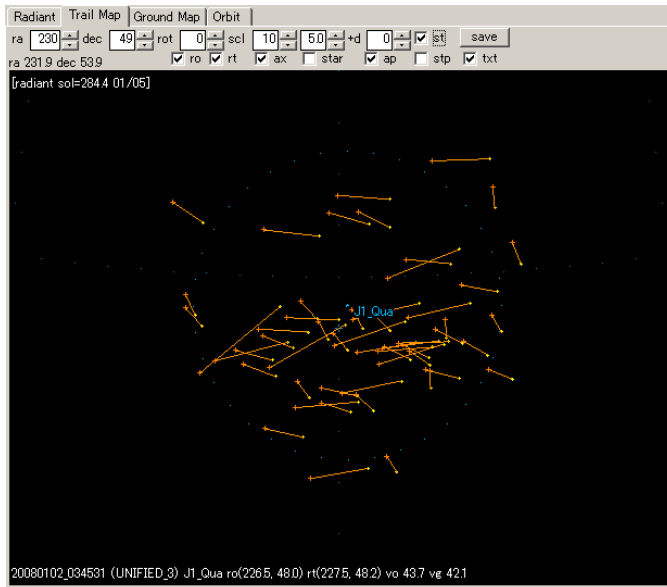 Radiant Trail Map Ground Map Orbit
ra 230 dec 49 rot 0 scl 10 5.0 +d 0 st save
ra 231.9 dec 53.9 ro rt ax star ap stp txt
[radiant sol=284.4 01/05]
J1_Qua
20080102_034531 (UNIFIED_3) J1_Qua ro(226.5, 48.0) rt(227.5, 48.2) vo 43.7 vg 42.1